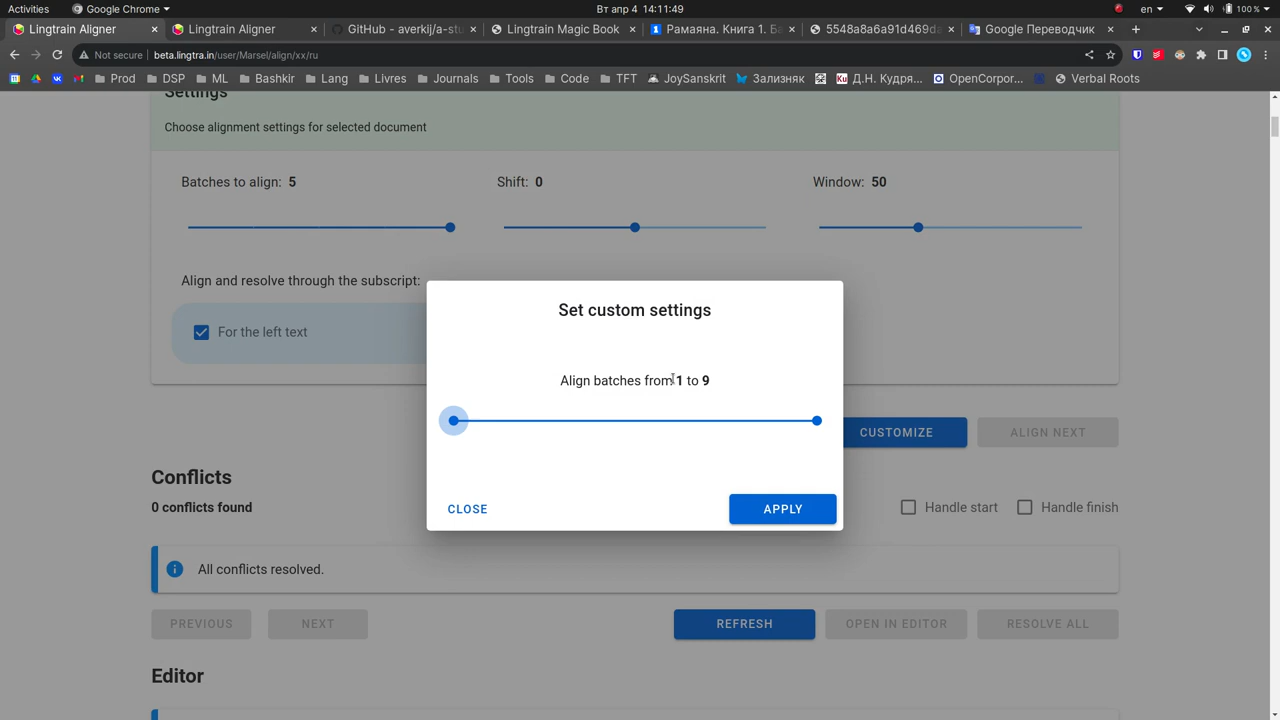 Activities
Google Chrome
Вт апр 4 14:11:49
en
100 %
Lingtrain Aligner
Lingtrain Aligner
GitHub - averkij/a-stu
Lingtrain Magic Book
Рамаяна. Книга 1. Ба
5548a8a6a91d469da
Google Переводчик
Not secure
beta.lingtra.in/user/Marsel/align/xx/ru
Prod
DSP
ML
Bashkir
Lang
Livres
Journals
Tools
Code
TFT
JoySanskrit
Зализняк
Д.Н. Кудря...
OpenCorpor...
Verbal Roots
Settings
Choose alignment settings for selected document
Batches to align: 5
Shift: 0
Window: 50
Align and resolve through the subscript:
For the left text
Set custom settings
Align batches from 1 to 9
CLOSE
APPLY
CUSTOMIZE
ALIGN NEXT
Conflicts
0 conflicts found
Handle start
Handle finish
All conflicts resolved.
PREVIOUS
NEXT
REFRESH
OPEN IN EDITOR
RESOLVE ALL
Editor